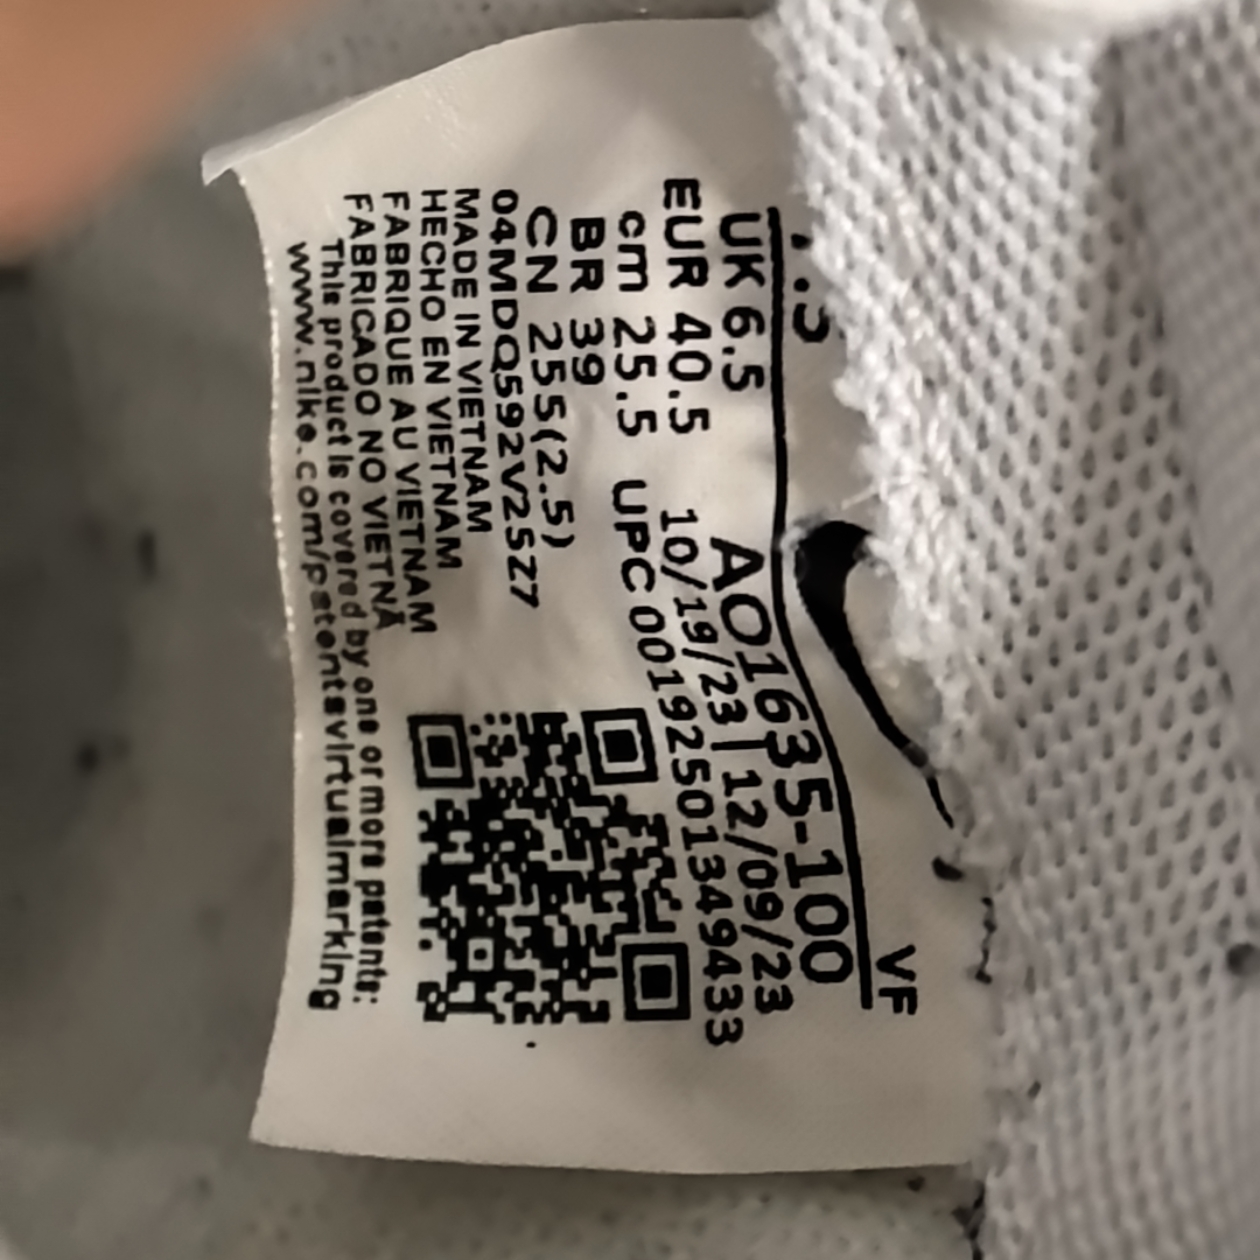 VF
UK 6.5 AO1635-100
EUR 40.5 10/19/23 | 12/09/23
cm 25.5 UPC 00192501349433
BR 39
CN 255(2.5)
04MDQ592V25Z7
MADE IN VIETNAM
HECHO EN VIETNAM
FABRIQUE AU VIETNAM
FABRICADO NO VIETNÃ
This product is covered by one or more patents:
www.nike.com/patentsvirtualmarking